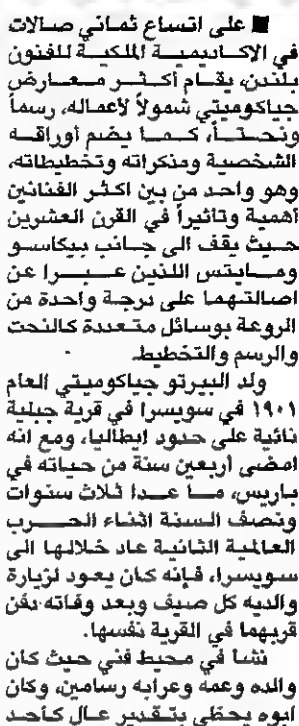 ■ على اتساع ثماني صالات
في الاكاديمية الملكية للفنون
بلندن، يقام أكثر معارض
جياكوميتي شمولاً لأعماله، رسماً
ونحتاً، كما يضم أوراقه
الشخصية ومذكراته وتخطيطاته،
وهو واحد من بين اكثر الفنانين
أهمية وتاثيراً في القرن العشرين
حيث يقف الى جانب بيكاسو
ومايتس اللذين عبرا عن
اصالتهما على درجة واحدة من
الروعة بوسائل متعددة كالنحت
والرسم والتخطيط.
ولد البيرتو جياكوميتي العام
١٩٠١ في سويسرا في قرية جبلية
نائية على حدود ايطاليا، ومع انه
امضى أربعين سنة من حياته في
باريس، ما عدا ثلاث سنوات
ونصف السنة اثناء الحرب
العالمية الثانية عاد خلالها الى
سويسرا، فإنه كان يعود لزيارة
والديه كل صيف وبعد وفاته دفن
قربهما في القرية نفسها.
نشا في محيط فني حيث كان
والده وعمه وعرابه رسامين، وكان
ابوه يحظى بتقدير عال كأحد